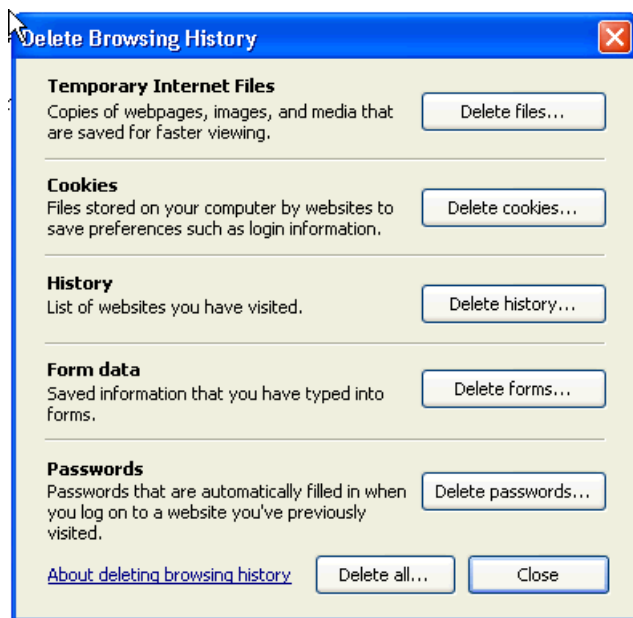 Delete Browsing History
Temporary Internet Files
Copies of webpages, images, and media that
are saved for faster viewing.
Delete files...
Cookies
Files stored on your computer by websites to
save preferences such as login information.
Delete cookies...
History
List of websites you have visited.
Delete history...
Form data
Saved information that you have typed into
forms.
Delete forms...
Passwords
Passwords that are automatically filled in when
you log on to a website you've previously
visited.
Delete passwords...
About deleting browsing history
Delete all...
Close